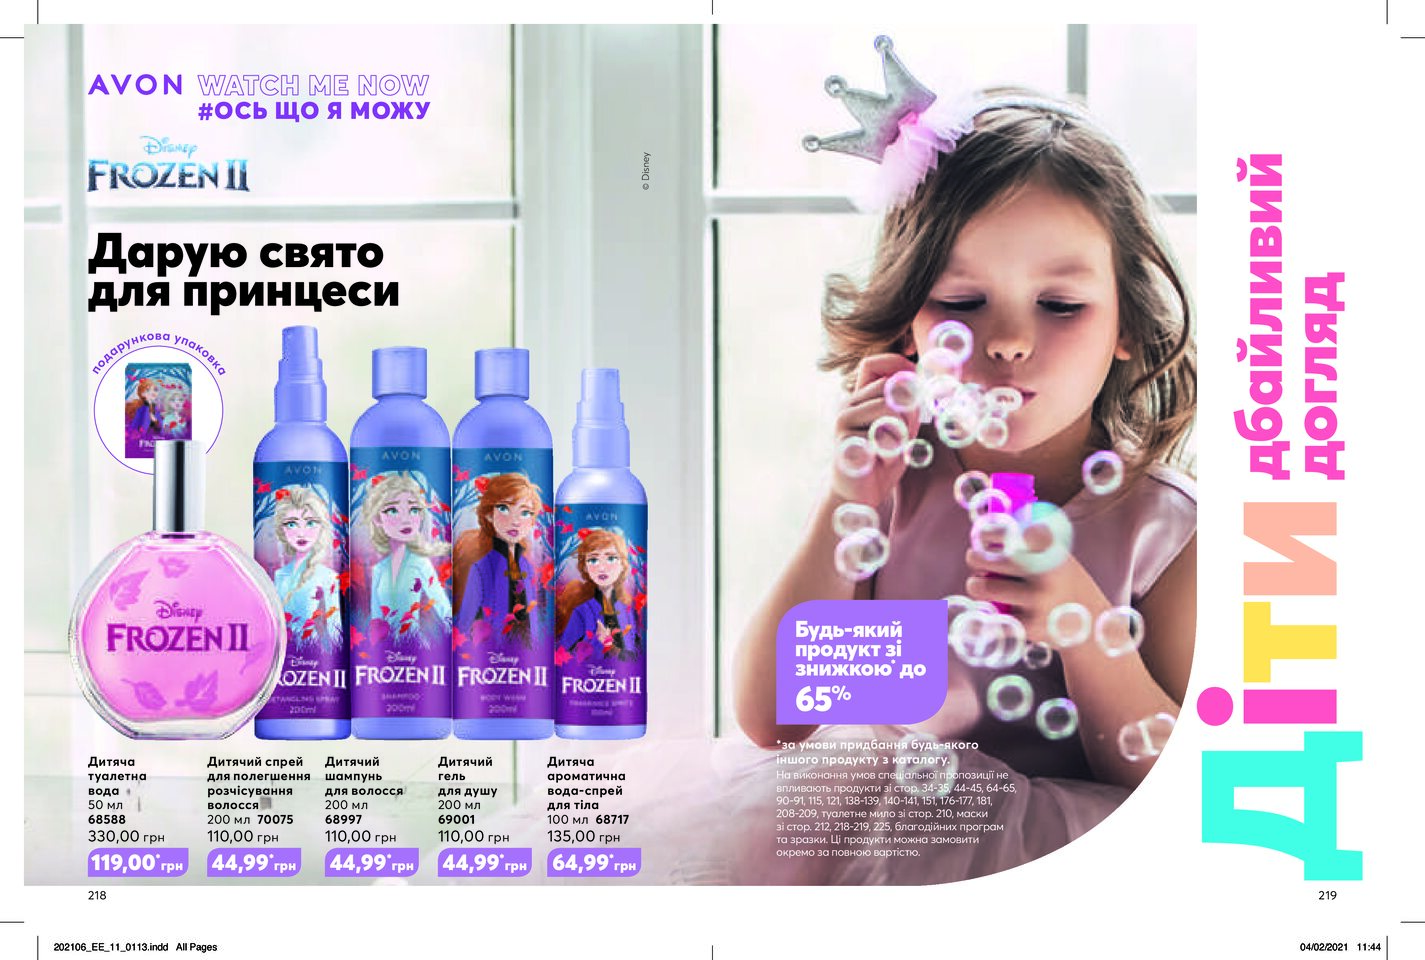 AVON WATCH ME NOW
#ОСЬ ЩО Я МОЖУ
Disney
FROZEN II
© Disney
Дарую свято
для принцеси
подарункова упаковка
Disney
FROZEN II
AVON
Disney
FROZEN II
DETANGLING SPRAY
200ml
AVON
Disney
FROZEN II
SHAMPOO
200ml
AVON
Disney
FROZEN II
BODY WASH
200ml
AVON
Disney
FROZEN II
100ml
Дитяча
туалетна
вода
50 мл
68588
330,00 грн
119,00* грн
Дитячий спрей
для полегшення
розчісування
волосся
200 мл 70075
110,00 грн
44,99* грн
Дитячий
шампунь
для волосся
200 мл
68997
110,00 грн
44,99* грн
Дитячий
гель
для душу
200 мл
69001
110,00 грн
44,99* грн
Дитяча
ароматична
вода-спрей
для тіла
100 мл 68717
135,00 грн
64,99* грн
218
Будь-який
продукт зі
знижкою* до
65%
*за умови придбання будь-якого
іншого продукту з каталогу.
На виконання умов спеціальної пропозиції не
впливають продукти зі стор. 34-35, 44-45, 64-65,
90-91, 115, 121, 138-139, 140-141, 151, 176-177, 181,
208-209, туалетне мило зі стор. 210, маски
зі стор. 212, 218-219, 225, благодійних програм
та зразки. Ці продукти можна замовити
окремо за повною вартістю.
Діти дбайливий
догляд
219
202106_EE_11_0113.indd All Pages
04/02/2021 11:44